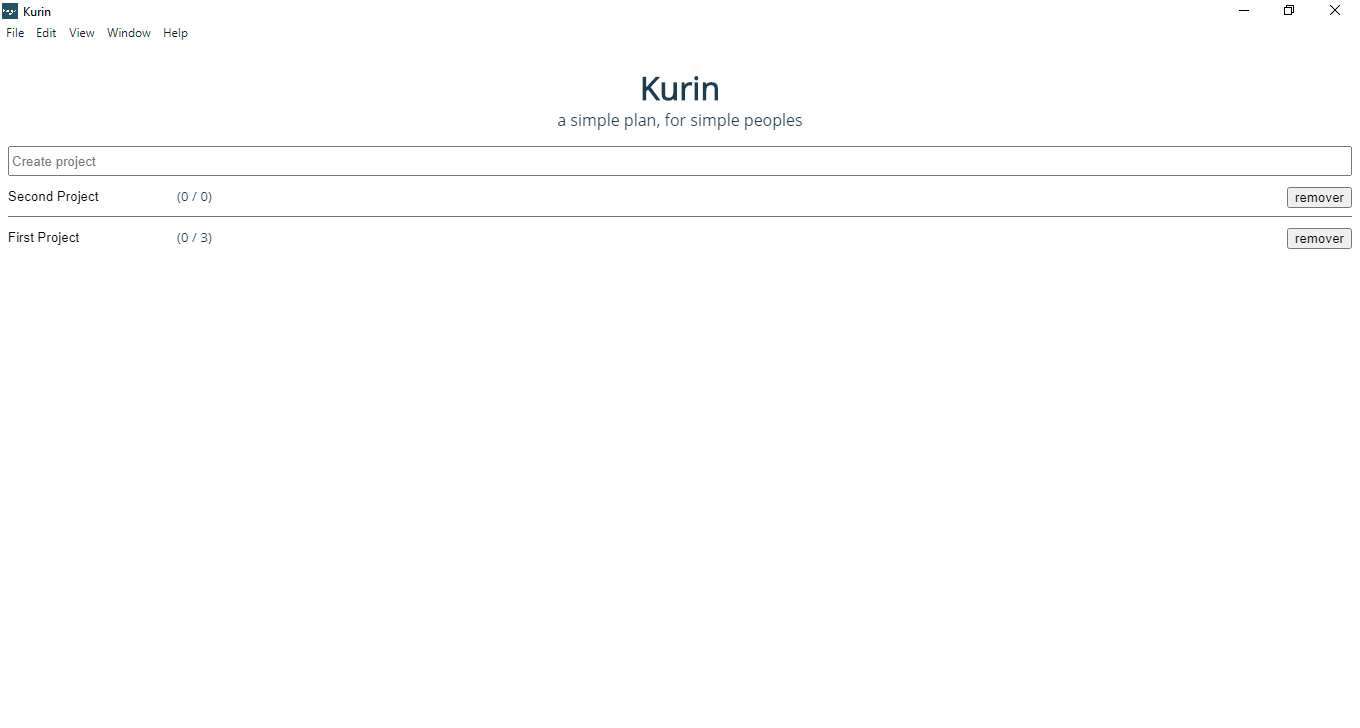 Kurin
File Edit View Window Help
Kurin
a simple plan, for simple peoples
Create project
Second Project (0 / 0) remover
First Project (0 / 3) remover